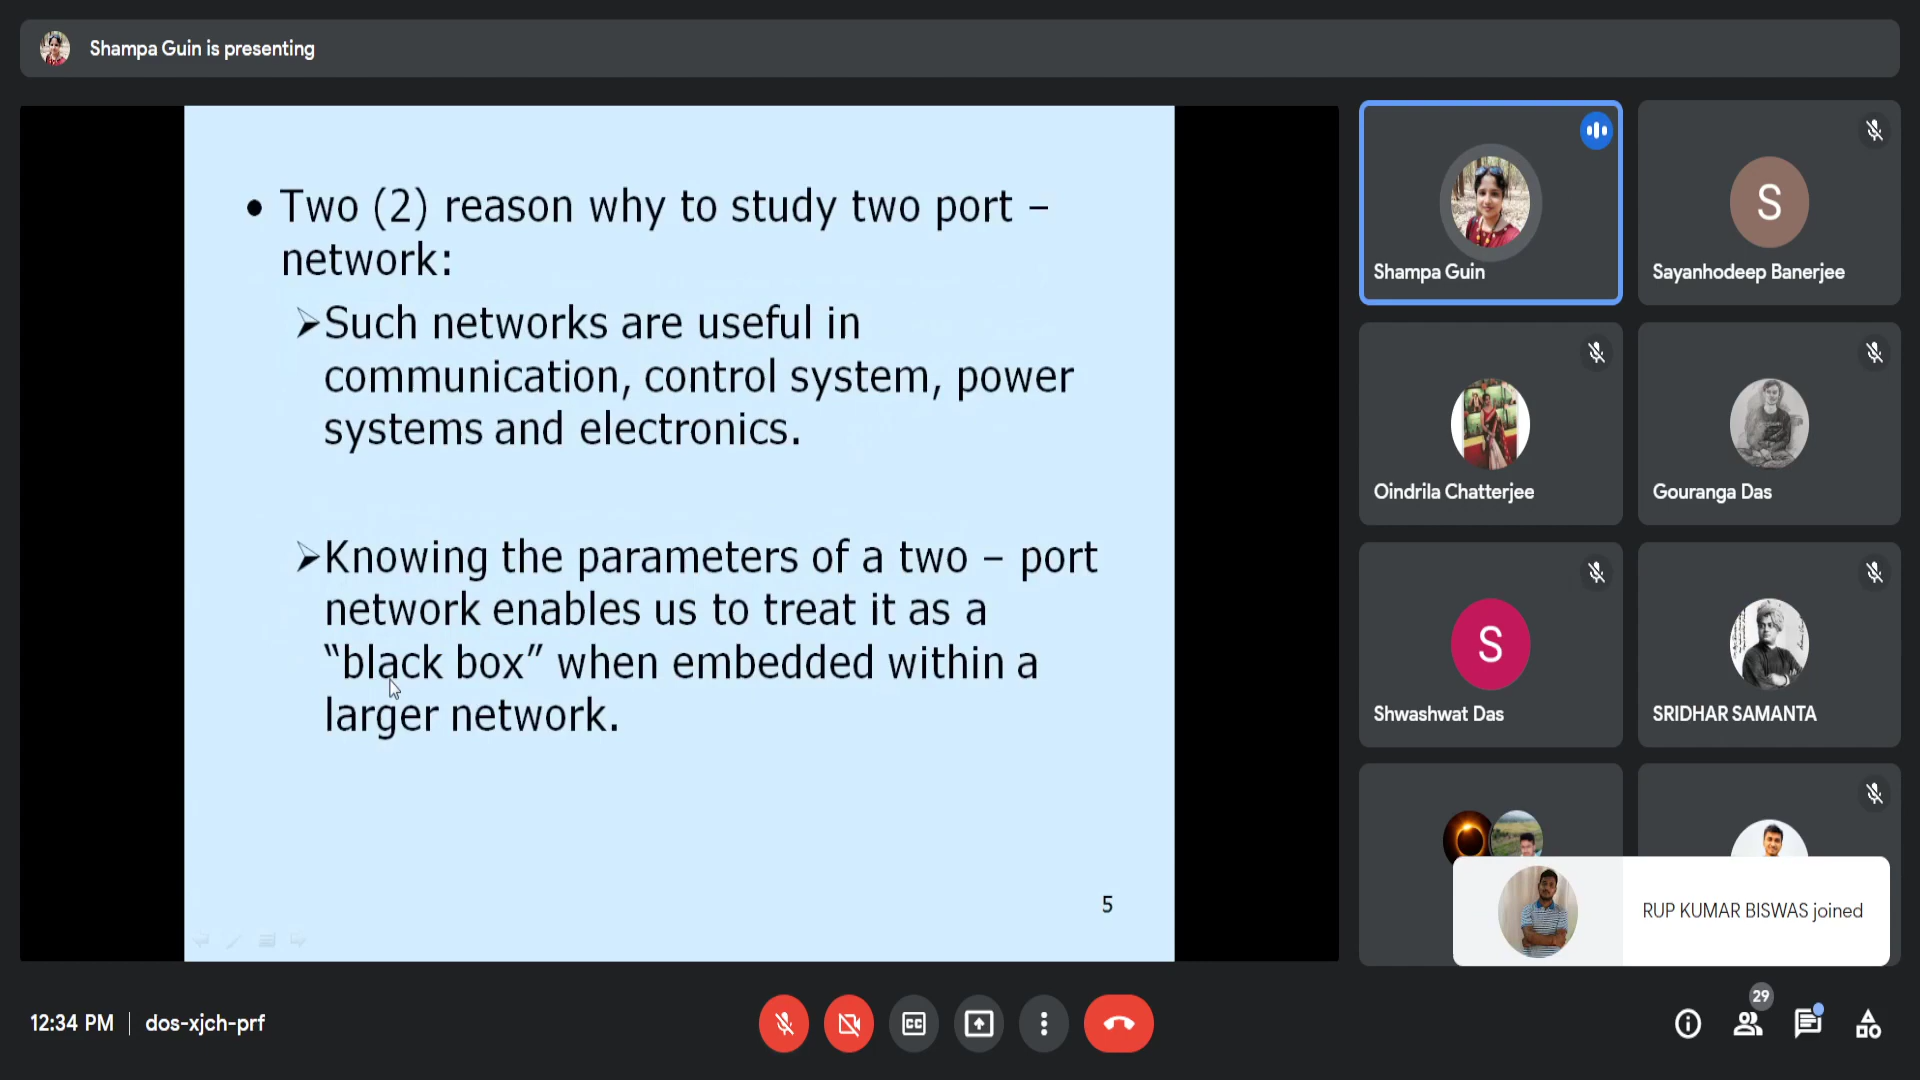 Shampa Guin is presenting
• Two (2) reason why to study two port –
network:
➢Such networks are useful in
communication, control system, power
systems and electronics.
➢Knowing the parameters of a two – port
network enables us to treat it as a
“black box” when embedded within a
larger network.
5
Shampa Guin
S
Sayanhodeep Banerjee
Oindrila Chatterjee
Gouranga Das
S
Shwashwat Das
SRIDHAR SAMANTA
RUP KUMAR BISWAS joined
12:34 PM | dos-xjch-prf
CC
29